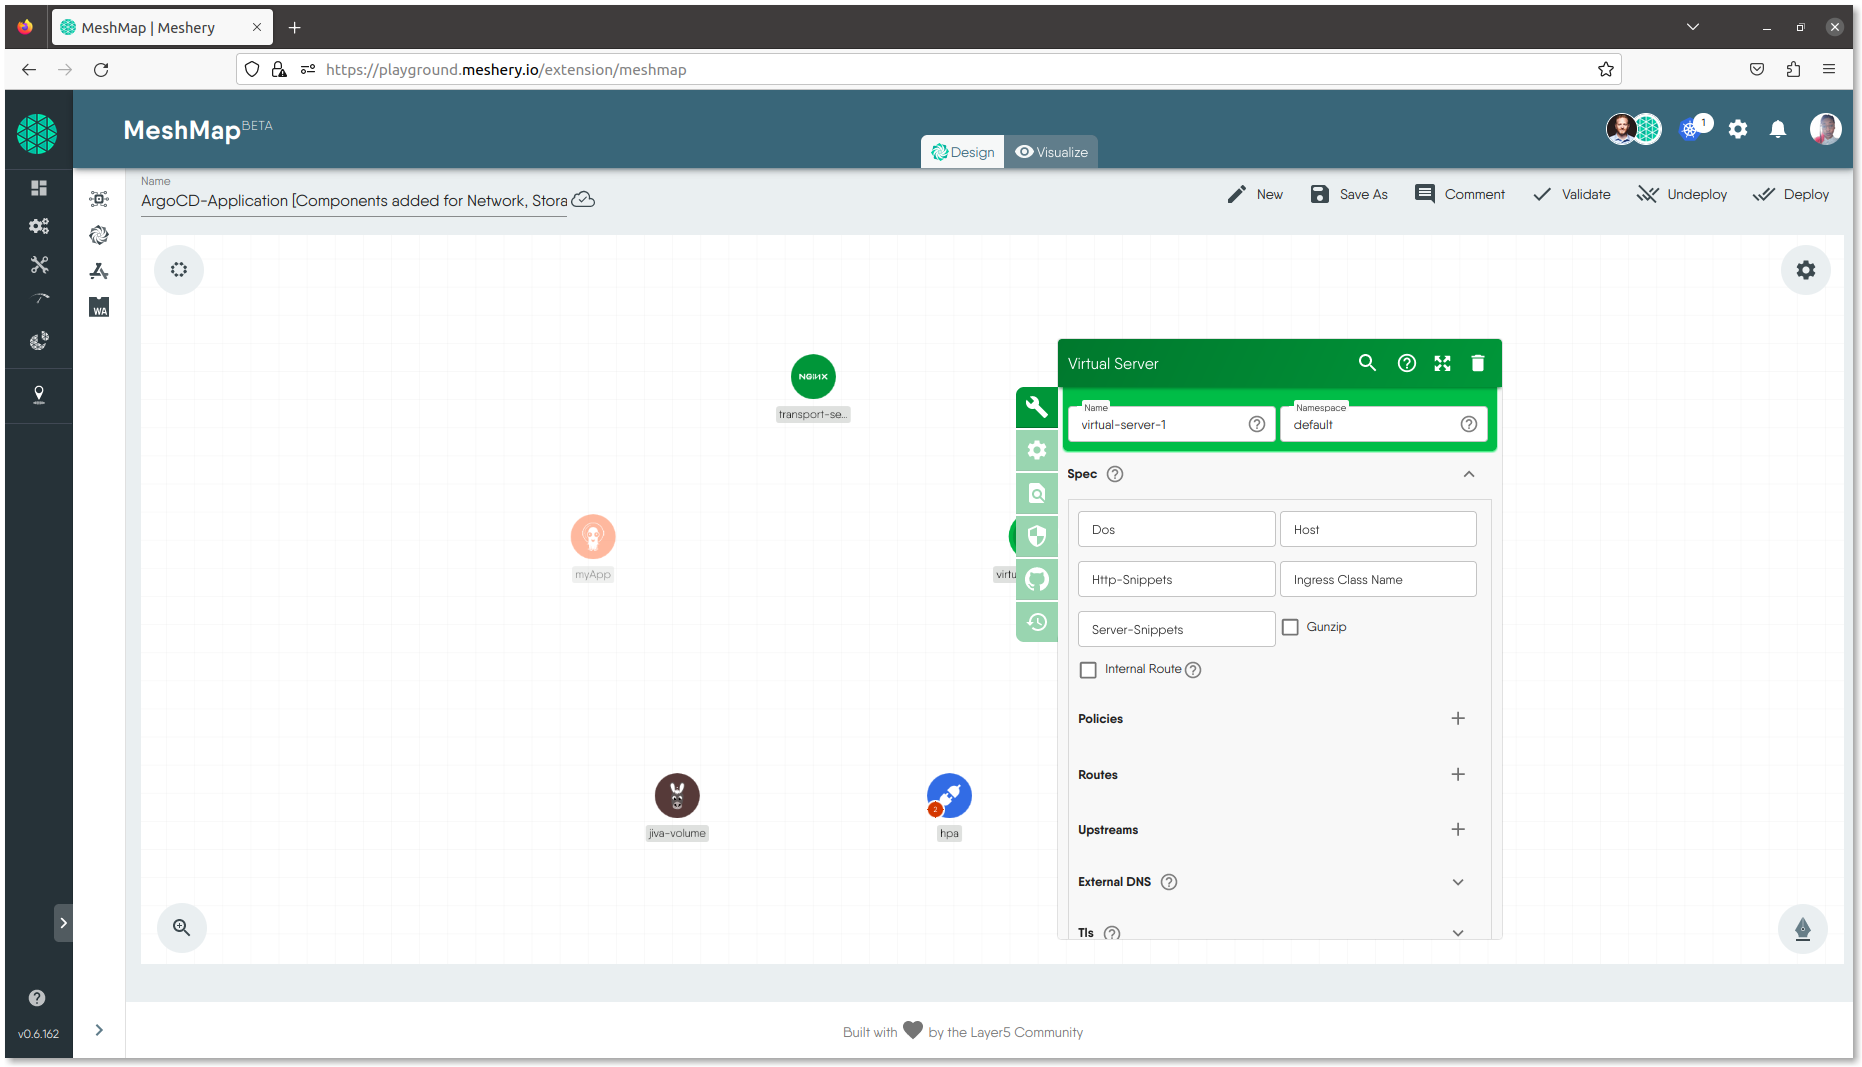 MeshMap | Meshery
https://playground.meshery.io/extension/meshmap
MeshMap BETA
1
Design
Visualize
Name
ArgoCD-Application [Components added for Network, Stora
New
Save As
Comment
Validate
Undeploy
Deploy
WA
NGINX
transport-se...
myApp
virtu
jiva-volume
2
hpa
Virtual Server
Name
virtual-server-1
Namespace
default
Spec
Dos
Host
Http-Snippets
Ingress Class Name
Server-Snippets
Gunzip
Internal Route
Policies
Routes
Upstreams
External DNS
Tls
v0.6.162
Built with by the Layer5 Community